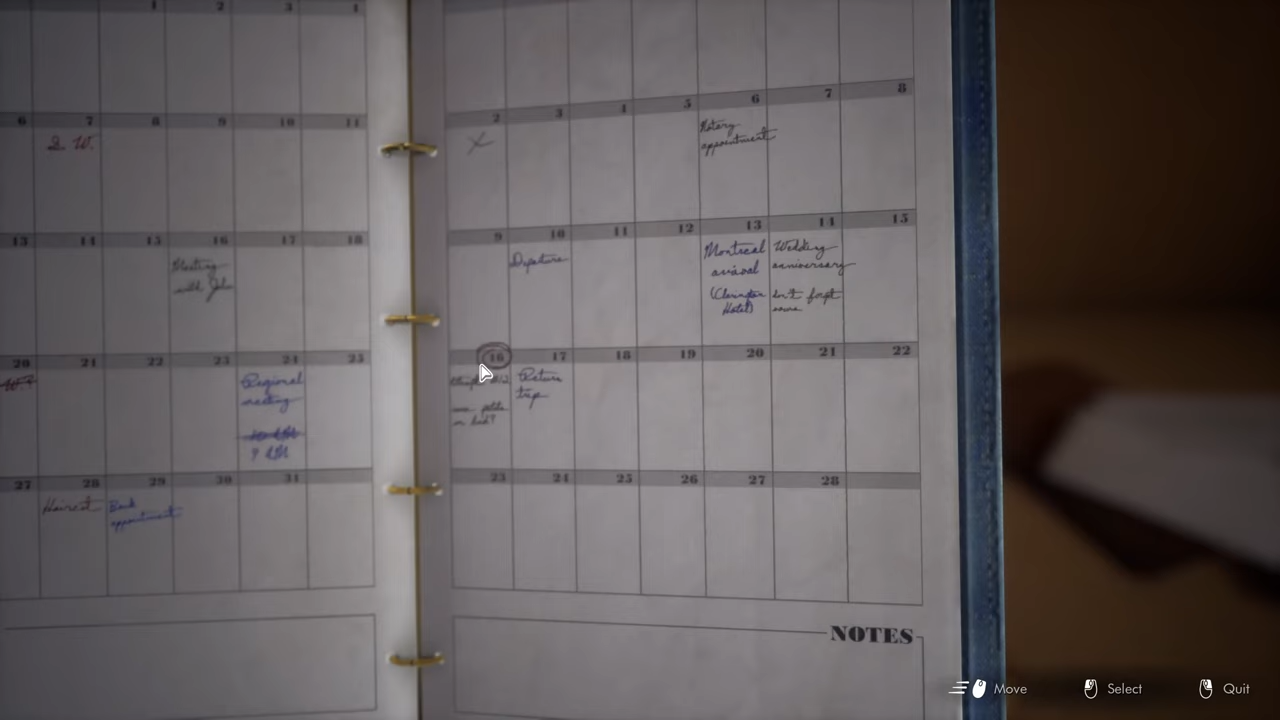 1 2 3 4
6 7 8 9 10 11
D. W.
13 14 15 16 17 18
Meeting
with John
20 21 22 23 24 25
W.?
Regional
meeting
9 AM
27 28 29 30 31
Haircut
Bank
appointment
2 3 4 5 6 7 8
X
Notary
appointment
9 10 11 12 13 14 15
Departure
Montreal
arrival
(Clarington
Hotel)
Wedding
anniversary
don't forget
16 17 18 19 20 21 22
Return
trip
23 24 25 26 27 28
NOTES
Move
Select
Quit